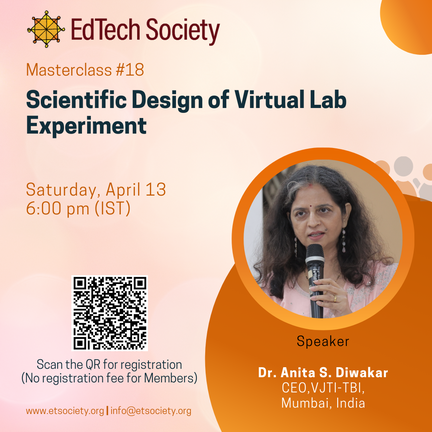 EdTech Society
Masterclass #18
Scientific Design of Virtual Lab
Experiment
Saturday, April 13
6:00 pm (IST)
Scan the QR for registration
(No registration fee for Members)
www.etsociety.org | info@etsociety.org
Speaker
Dr. Anita S. Diwakar
CEO,VJTI-TBI,
Mumbai, India